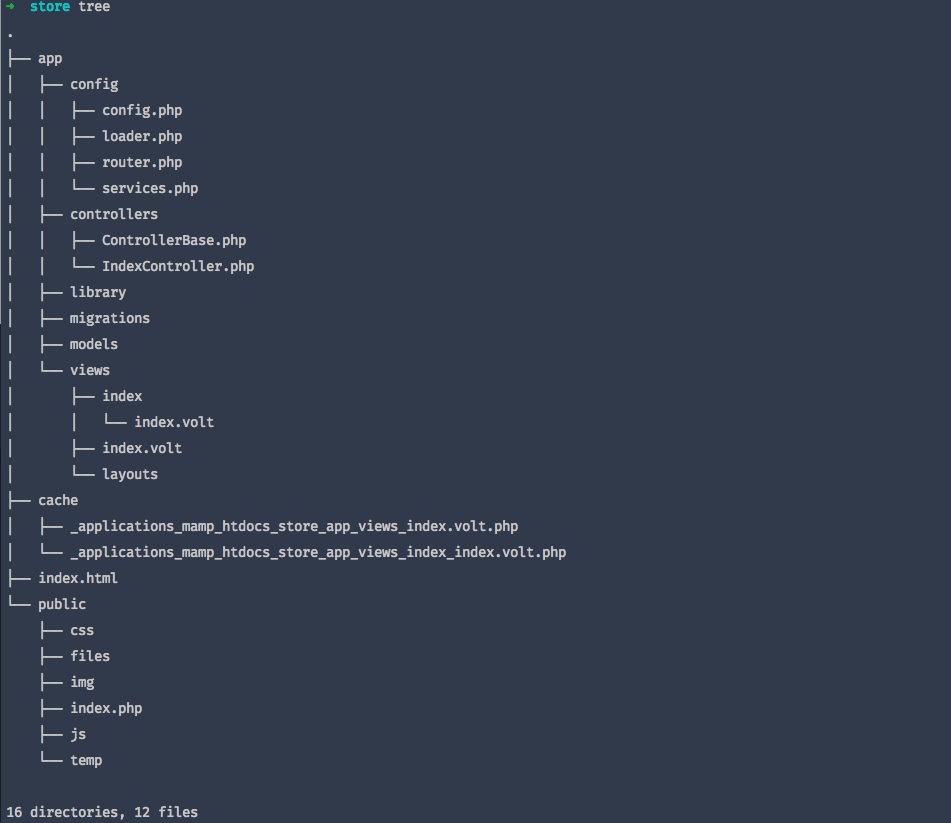 ➜  store tree
.
├── app
│   ├── config
│   │   ├── config.php
│   │   ├── loader.php
│   │   ├── router.php
│   │   └── services.php
│   ├── controllers
│   │   ├── ControllerBase.php
│   │   └── IndexController.php
│   ├── library
│   ├── migrations
│   ├── models
│   └── views
│       ├── index
│       │   └── index.volt
│       ├── index.volt
│       └── layouts
├── cache
│   ├── _applications_mamp_htdocs_store_app_views_index.volt.php
│   └── _applications_mamp_htdocs_store_app_views_index_index.volt.php
├── index.html
└── public
    ├── css
    ├── files
    ├── img
    ├── index.php
    ├── js
    └── temp

16 directories, 12 files